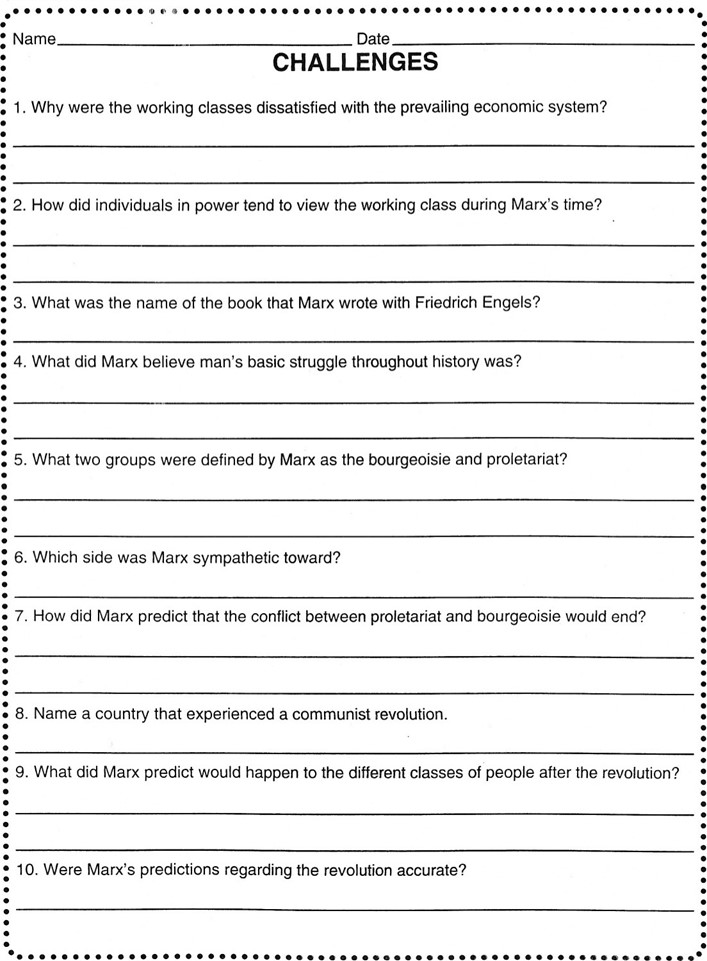 Name Date
CHALLENGES
1. Why were the working classes dissatisfied with the prevailing economic system?
2. How did individuals in power tend to view the working class during Marx's time?
3. What was the name of the book that Marx wrote with Friedrich Engels?
4. What did Marx believe man's basic struggle throughout history was?
5. What two groups were defined by Marx as the bourgeoisie and proletariat?
6. Which side was Marx sympathetic toward?
7. How did Marx predict that the conflict between proletariat and bourgeoisie would end?
8. Name a country that experienced a communist revolution.
9. What did Marx predict would happen to the different classes of people after the revolution?
10. Were Marx's predictions regarding the revolution accurate?